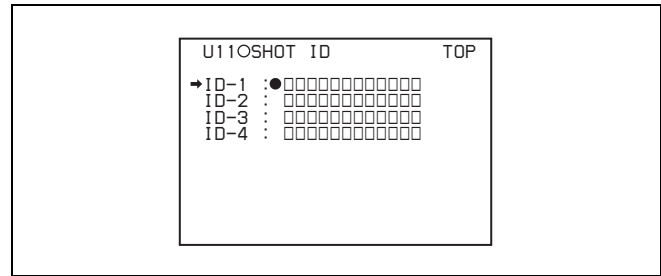 U11○SHOT ID TOP
➡ID-1 :●□□□□□□□□□□□□
ID-2 : □□□□□□□□□□□□
ID-3 : □□□□□□□□□□□□
ID-4 : □□□□□□□□□□□□